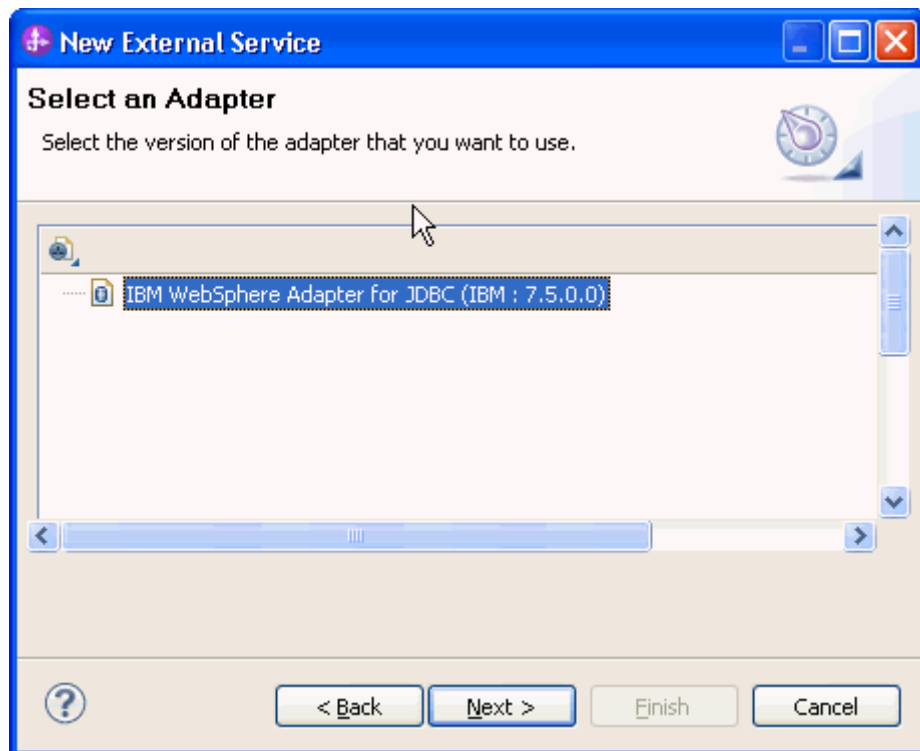 New External Service
Select an Adapter
Select the version of the adapter that you want to use.
IBM WebSphere Adapter for JDBC (IBM : 7.5.0.0)
? < Back Next > Finish Cancel